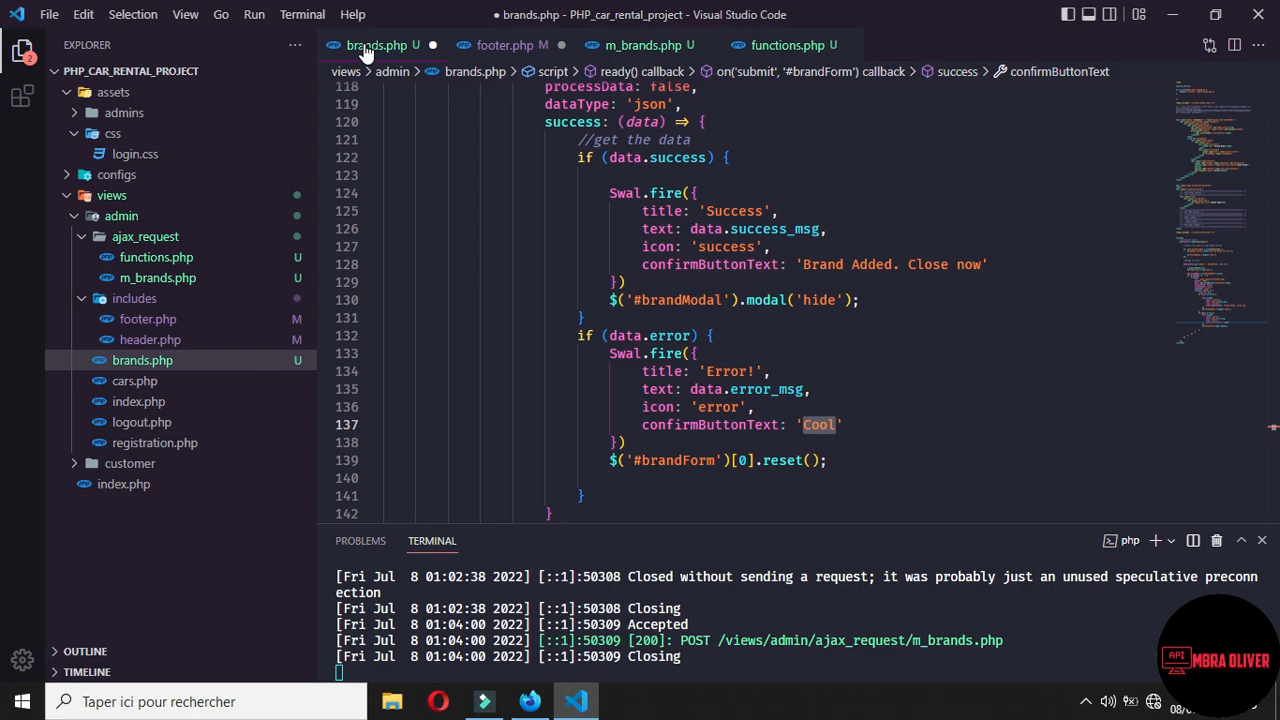 File Edit Selection View Go Run Terminal Help
● brands.php - PHP_car_rental_project - Visual Studio Code
EXPLORER
PHP_CAR_RENTAL_PROJECT
assets
admins
css
login.css
configs
views
admin
ajax_request
functions.php U
m_brands.php U
includes
footer.php M
header.php M
brands.php U
cars.php
index.php
logout.php
registration.php
customer
index.php
OUTLINE
TIMELINE
2
brands.php U ● footer.php M ● m_brands.php U functions.php U
views > admin > brands.php > script > ready() callback > on('submit', '#brandForm') callback > success > confirmButtonText
118 processData: false,
119 dataType: 'json',
120 success: (data) => {
121 //get the data
122 if (data.success) {
123
124 Swal.fire({
125 title: 'Success',
126 text: data.success_msg,
127 icon: 'success',
128 confirmButtonText: 'Brand Added. Close now'
129 })
130 $('#brandModal').modal('hide');
131 }
132 if (data.error) {
133 Swal.fire({
134 title: 'Error!',
135 text: data.error_msg,
136 icon: 'error',
137 confirmButtonText: 'Cool'
138 })
139 $('#brandForm')[0].reset();
140
141 }
142 }
PROBLEMS TERMINAL
php
[Fri Jul  8 01:02:38 2022] [::1]:50308 Closed without sending a request; it was probably just an unused speculative preconn
ection
[Fri Jul  8 01:02:38 2022] [::1]:50308 Closing
[Fri Jul  8 01:04:00 2022] [::1]:50309 Accepted
[Fri Jul  8 01:04:00 2022] [::1]:50309 [200]: POST /views/admin/ajax_request/m_brands.php
[Fri Jul  8 01:04:00 2022] [::1]:50309 Closing
API
MBRA OLIVER
Taper ici pour rechercher